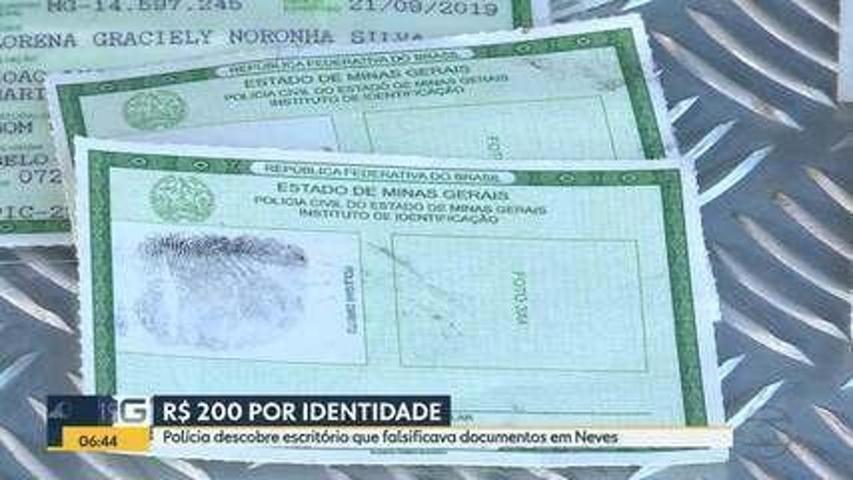 MG-14.597.245
21/09/2019
LORENA GRACIELY NORONHA SILVA
072
REPÚBLICA FEDERATIVA DO BRASIL
ESTADO DE MINAS GERAIS
POLÍCIA CIVIL DO ESTADO DE MINAS GERAIS
INSTITUTO DE IDENTIFICAÇÃO
REPÚBLICA FEDERATIVA DO BRASIL
ESTADO DE MINAS GERAIS
POLÍCIA CIVIL DO ESTADO DE MINAS GERAIS
INSTITUTO DE IDENTIFICAÇÃO
POLEGAR DIREITO
FOTO 3X4
G
R$ 200 POR IDENTIDADE
06:44
Polícia descobre escritório que falsificava documentos em Neves